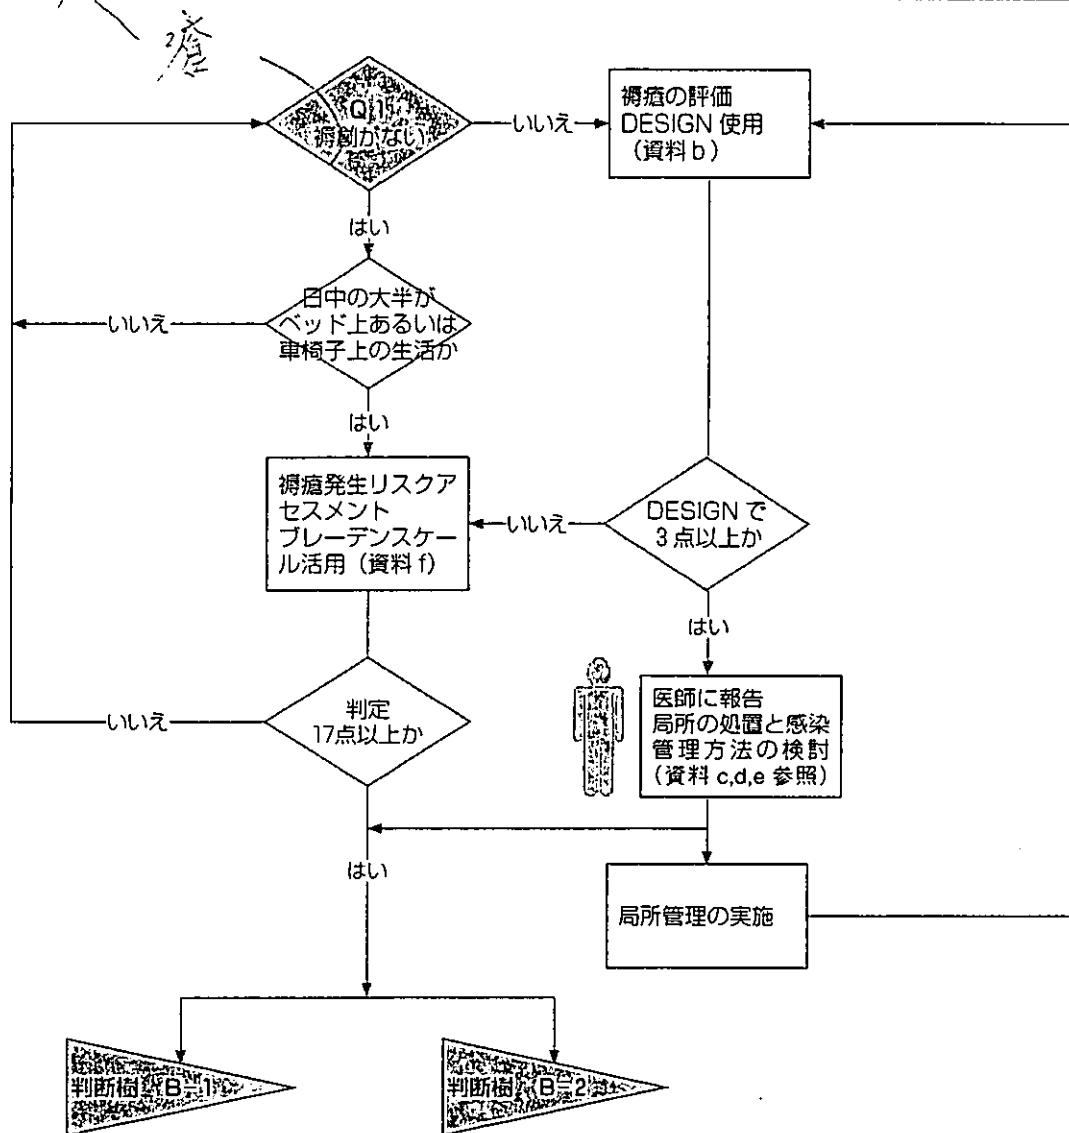 瘡
Q 1
褥創がない
いいえ
褥瘡の評価
DESIGN 使用
(資料 b)
はい
日中の大半が
ベッド上あるいは
車椅子上の生活か
いいえ
はい
褥瘡発生リスクア
セスメント
ブレーデンスケー
ル活用 (資料 f)
いいえ
DESIGN で
3 点以上か
はい
判定
17点以上か
いいえ
医師に報告
局所の処置と感染
管理方法の検討
(資料 c,d,e 参照)
はい
局所管理の実施
判断樹 B-1
判断樹 B-2